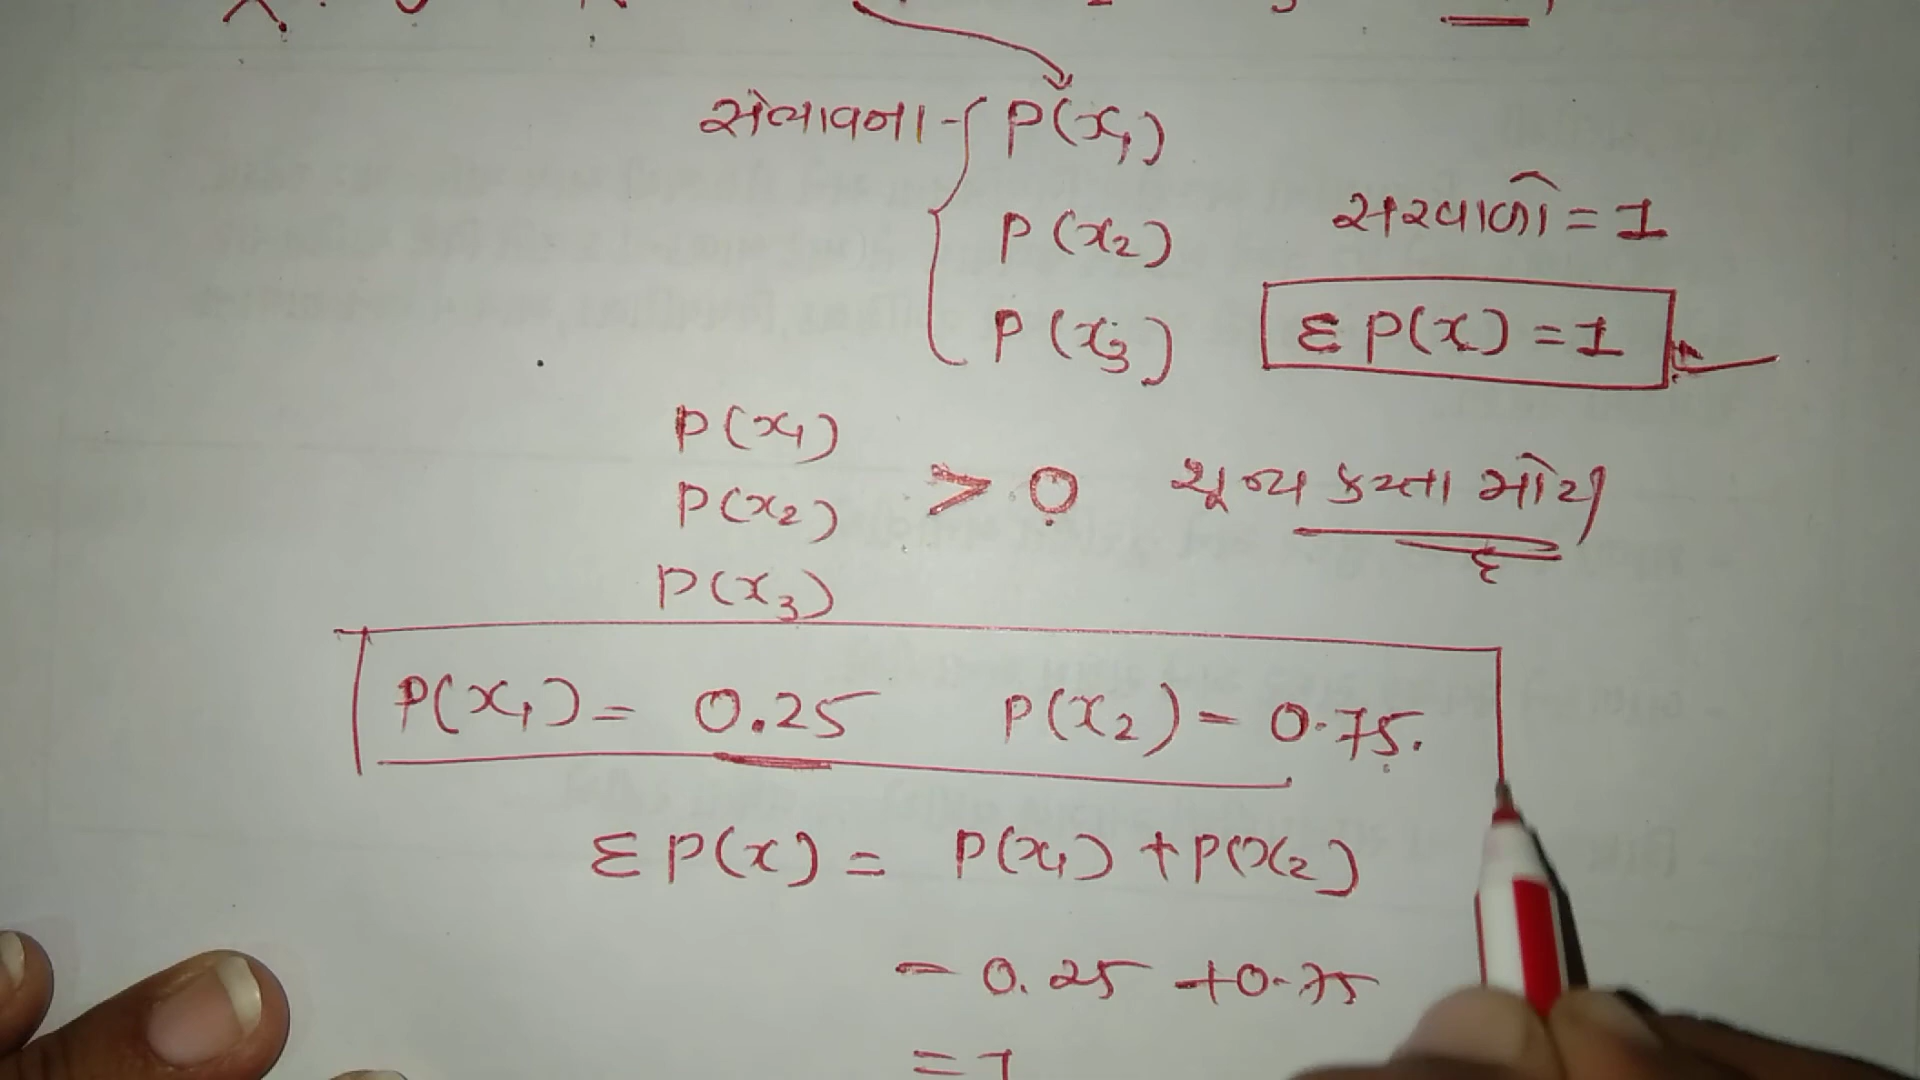 સંભાવના - { P(x₁)
P(x₂)
સરવાળો = 1
P(x₃)
Σ P(x) = 1
P(x₁)
P(x₂) > 0 શૂન્ય કરતા મોટી
P(x₃)
P(x₁) = 0.25 P(x₂) = 0.75.
Σ P(x) = P(x₁) + P(x₂)
= 0.25 + 0.75
= 1